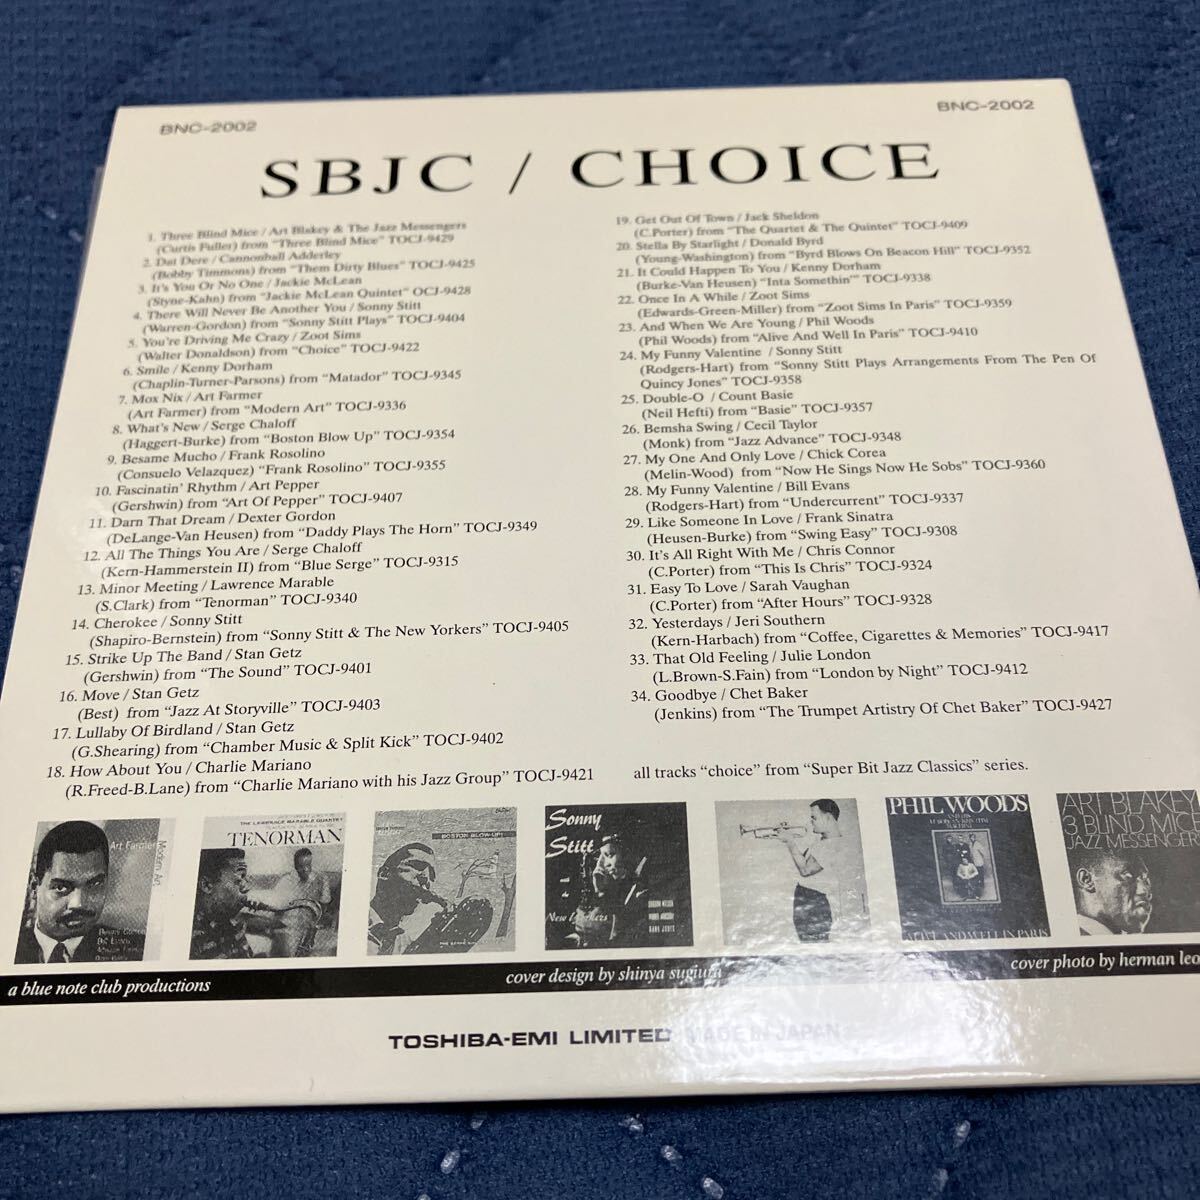 BNC-2002
BNC-2002
SBJC / CHOICE
1. Three Blind Mice / Art Blakey & The Jazz Messengers
(Curtis Fuller) from “Three Blind Mice” TOCJ-9429
2. Dat Dere / Cannonball Adderley
(Bobby Timmons) from “Them Dirty Blues” TOCJ-9425
3. It's You Or No One / Jackie McLean
(Styne-Kahn) from “Jackie McLean Quintet” OCJ-9428
4. There Will Never Be Another You / Sonny Stitt
(Warren-Gordon) from “Sonny Stitt Plays” TOCJ-9404
5. You're Driving Me Crazy / Zoot Sims
(Walter Donaldson) from “Choice” TOCJ-9422
6. Smile / Kenny Dorham
(Chaplin-Turner-Parsons) from “Matador” TOCJ-9345
7. Mox Nix / Art Farmer
(Art Farmer) from “Modern Art” TOCJ-9336
8. What's New / Serge Chaloff
(Haggert-Burke) from “Boston Blow Up” TOCJ-9354
9. Besame Mucho / Frank Rosolino
(Consuelo Velazquez) “Frank Rosolino” TOCJ-9355
10. Fascinatin' Rhythm / Art Pepper
(Gershwin) from “Art Of Pepper” TOCJ-9407
11. Darn That Dream / Dexter Gordon
(DeLange-Van Heusen) from “Daddy Plays The Horn” TOCJ-9349
12. All The Things You Are / Serge Chaloff
(Kern-Hammerstein II) from “Blue Serge” TOCJ-9315
13. Minor Meeting / Lawrence Marable
(S.Clark) from “Tenorman” TOCJ-9340
14. Cherokee / Sonny Stitt
(Shapiro-Bernstein) from “Sonny Stitt & The New Yorkers” TOCJ-9405
15. Strike Up The Band / Stan Getz
(Gershwin) from “The Sound” TOCJ-9401
16. Move / Stan Getz
(Best) from “Jazz At Storyville” TOCJ-9403
17. Lullaby Of Birdland / Stan Getz
(G.Shearing) from “Chamber Music & Split Kick” TOCJ-9402
18. How About You / Charlie Mariano
(R.Freed-B.Lane) from “Charlie Mariano with his Jazz Group” TOCJ-9421
19. Get Out Of Town / Jack Sheldon
(C.Porter) from “The Quartet & The Quintet” TOCJ-9409
20. Stella By Starlight / Donald Byrd
(Young-Washington) from “Byrd Blows On Beacon Hill” TOCJ-9352
21. It Could Happen To You / Kenny Dorham
(Burke-Van Heusen) “Inta Somethin'” TOCJ-9338
22. Once In A While / Zoot Sims
(Edwards-Green-Miller) from “Zoot Sims In Paris” TOCJ-9359
23. And When We Are Young / Phil Woods
(Phil Woods) from “Alive And Well In Paris” TOCJ-9410
24. My Funny Valentine / Sonny Stitt
(Rodgers-Hart) from “Sonny Stitt Plays Arrangements From The Pen Of
Quincy Jones” TOCJ-9358
25. Double-O / Count Basie
(Neil Hefti) from “Basie” TOCJ-9357
26. Bemsha Swing / Cecil Taylor
(Monk) from “Jazz Advance” TOCJ-9348
27. My One And Only Love / Chick Corea
(Melin-Wood) from “Now He Sings Now He Sobs” TOCJ-9360
28. My Funny Valentine / Bill Evans
(Rodgers-Hart) from “Undercurrent” TOCJ-9337
29. Like Someone In Love / Frank Sinatra
(Heusen-Burke) from “Swing Easy” TOCJ-9308
30. It's All Right With Me / Chris Connor
(C.Porter) from “This Is Chris” TOCJ-9324
31. Easy To Love / Sarah Vaughan
(C.Porter) from “After Hours” TOCJ-9328
32. Yesterdays / Jeri Southern
(Kern-Harbach) from “Coffee, Cigarettes & Memories” TOCJ-9417
33. That Old Feeling / Julie London
(L.Brown-S.Fain) from “London by Night” TOCJ-9412
34. Goodbye / Chet Baker
(Jenkins) from “The Trumpet Artistry Of Chet Baker” TOCJ-9427
all tracks “choice” from “Super Bit Jazz Classics” series.
Art Farmer
Modern Art
THE LAWRENCE MARABLE QUARTET
TENORMAN
BOSTON BLOW-UP!
Sonny
Stitt
New Yorkers
HANK JONES
PHIL WOODS
ALIVE AND WELL IN PARIS
ART BLAKEY
3 BLIND MIC
JAZZ MESSENGER
a blue note club productions
cover design by shinya sugiura
cover photo by herman leo
TOSHIBA-EMI LIMITED MADE IN JAPAN